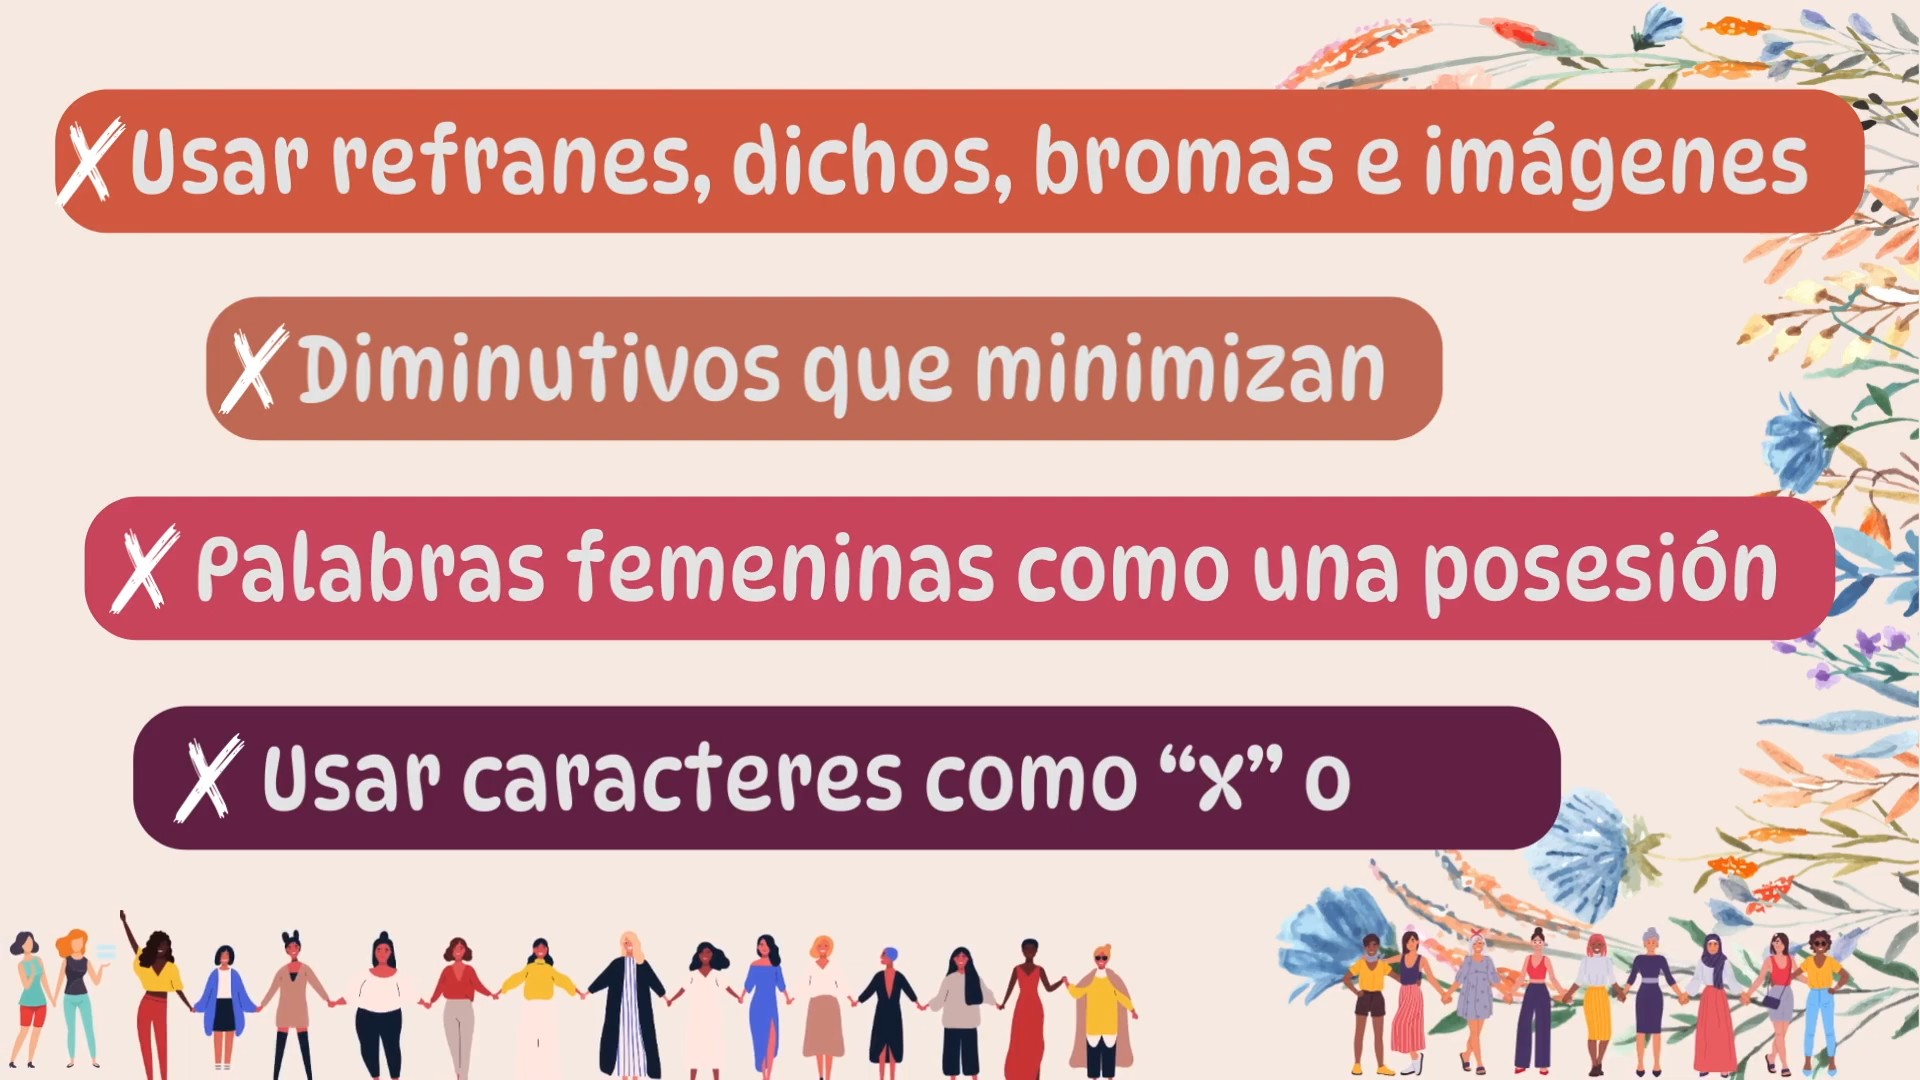 Usar refranes, dichos, bromas e imágenes
Diminutivos que minimizan
Palabras femeninas como una posesión
Usar caracteres como “x” o